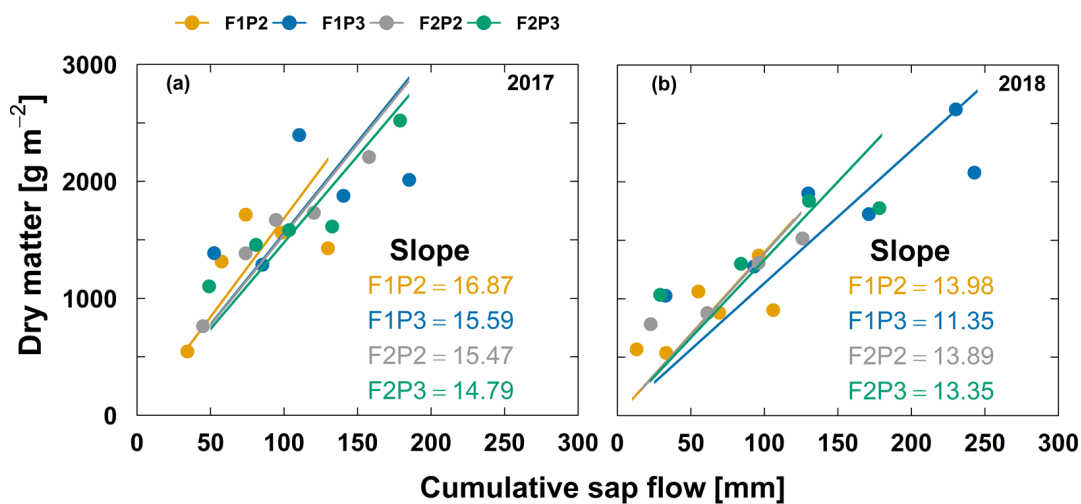 F1P2 F1P3 F2P2 F2P3
Dry matter [g m⁻²]
3000
2000
1000
0
(a) 2017
Slope
F1P2 = 16.87
F1P3 = 15.59
F2P2 = 15.47
F2P3 = 14.79
0 50 100 150 200 250 300
(b) 2018
Slope
F1P2 = 13.98
F1P3 = 11.35
F2P2 = 13.89
F2P3 = 13.35
0 50 100 150 200 250 300
Cumulative sap flow [mm]